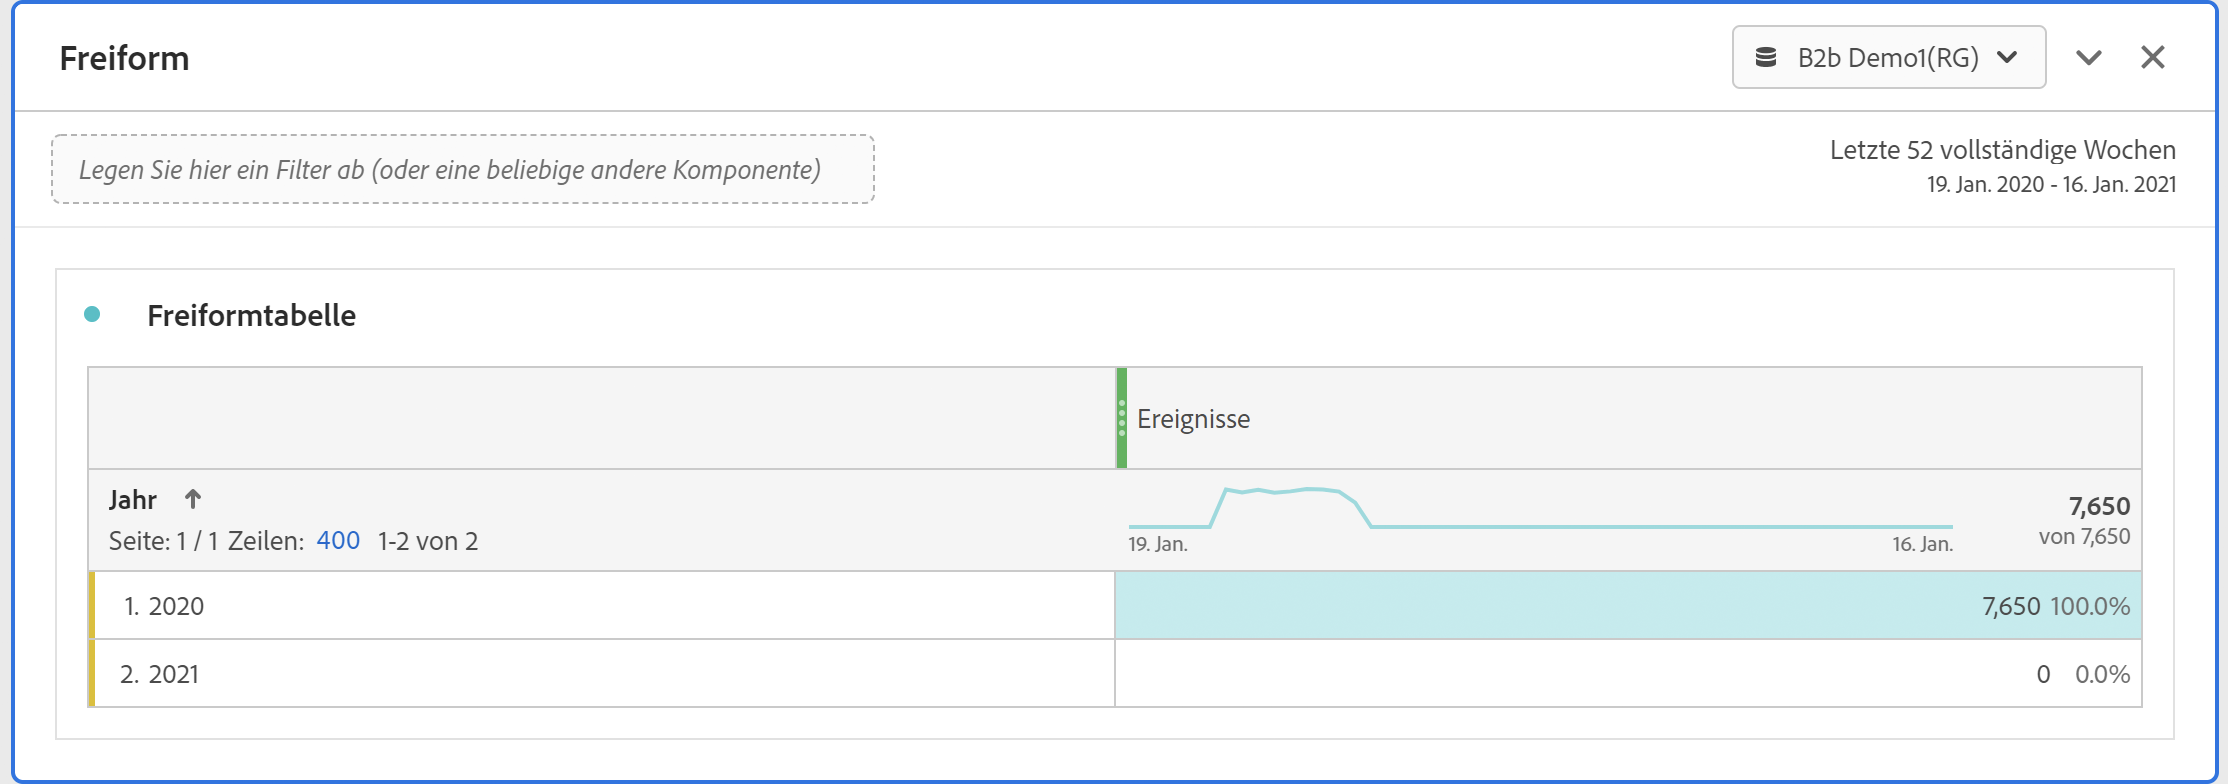 Freiform
B2b Demo1(RG)
Legen Sie hier ein Filter ab (oder eine beliebige andere Komponente)
Letzte 52 vollständige Wochen
19. Jan. 2020 - 16. Jan. 2021
Freiformtabelle
Ereignisse
Jahr
Seite: 1 / 1 Zeilen: 400 1-2 von 2
19. Jan.
16. Jan.
7,650
von 7,650
1. 2020 7,650 100.0%
2. 2021 0 0.0%